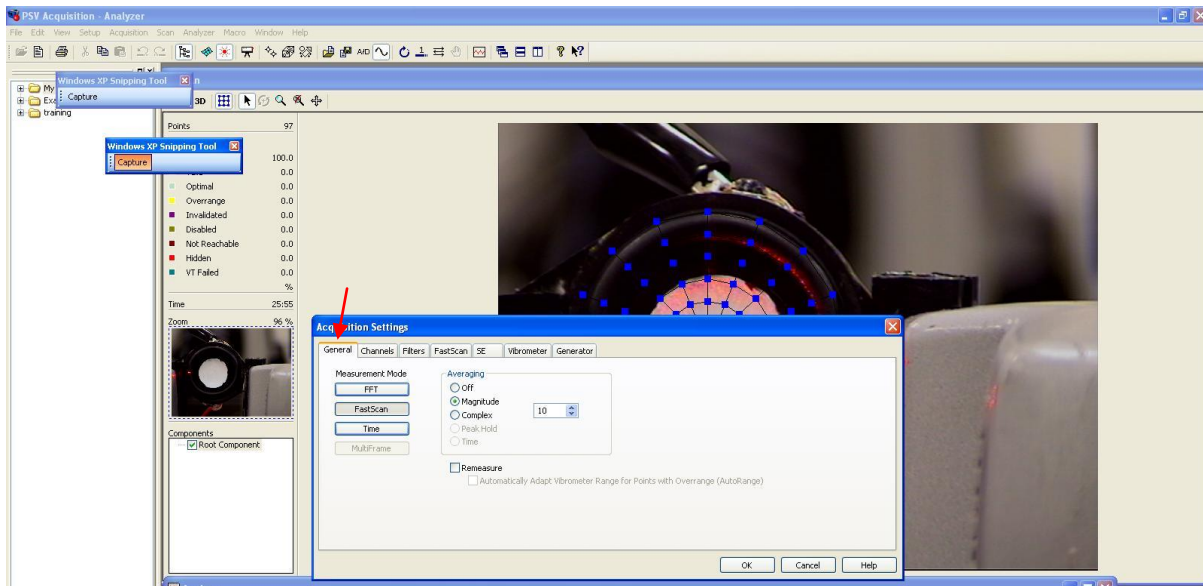 PSV Acquisition - Analyzer
File Edit View Setup Acquisition Scan Analyzer Macro Window Help
A/D
My
Exa
training
Windows XP Snipping Tool
Capture
n
3D
Windows XP Snipping Tool
Capture
Points 97
100.0
0.0
Optimal 0.0
Overrange 0.0
Invalidated 0.0
Disabled 0.0
Not Reachable 0.0
Hidden 0.0
VT Failed 0.0
%
Time 25:55
Zoom 96 %
Components
Root Component
Acquisition Settings
General Channels Filters FastScan SE Vibrometer Generator
Measurement Mode
FFT
FastScan
Time
MultiFrame
Averaging
Off
Magnitude
Complex
Peak Hold
Time
10
Remeasure
Automatically Adapt Vibrometer Range for Points with Overrange (AutoRange)
OK Cancel Help